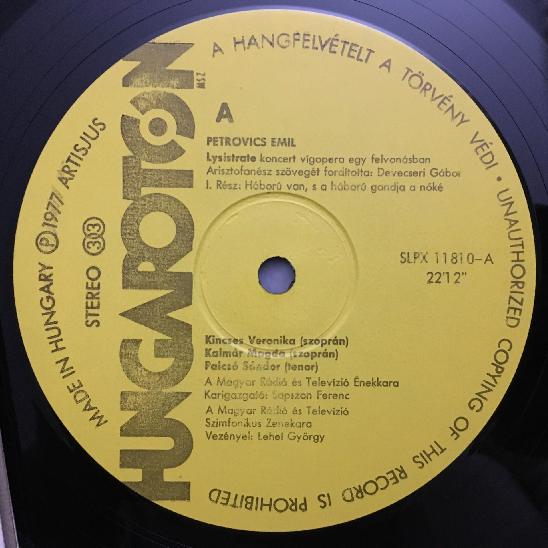 A HANGFELVÉTELT A TÖRVÉNY VÉDI • UNAUTHORIZED COPYING OF THIS RECORD IS PROHIBITED
MADE IN HUNGARY Ⓟ 1977/ARTISJUS
STEREO 33
HUNGAROTON
MSZ
A
PETROVICS EMIL
Lysistrate koncert vígopera egy felvonásban
Arisztofanész szövegét fordította: Devecseri Gábor
I. Rész: Háború van, s a háború gondja a nőké
SLPX 11810-A
22'12"
Kincses Veronika (szoprán)
Kalmár Magda (szoprán)
Palcsó Sándor (tenor)
A Magyar Rádió és Televízió Énekkara
Karigazgató: Sapszon Ferenc
A Magyar Rádió és Televízió
Szimfonikus Zenekara
Vezényel: Lehel György